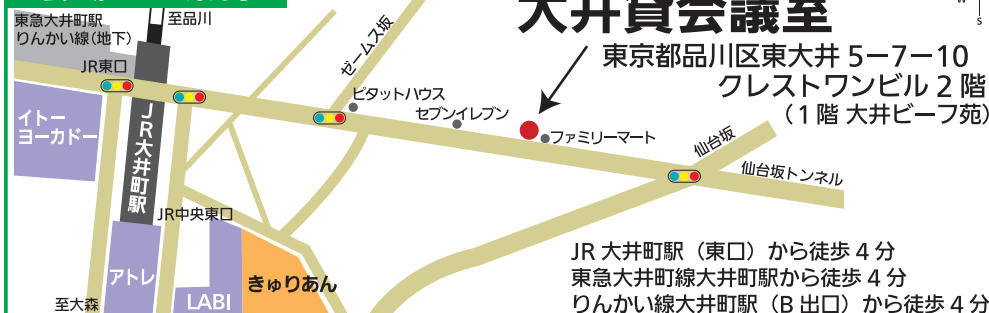 大井貸会議室
w
s
東急大井町駅
りんかい線(地下)
至品川
JR東口
ゼームス坂
ピタットハウス
セブンイレブン
ファミリーマート
東京都品川区東大井 5−7−10
クレストワンビル 2 階
(1 階 大井ビーフ苑)
イトー
ヨーカドー
JR大井町駅
仙台坂
仙台坂トンネル
JR中央東口
アトレ
きゅりあん
LABI
至大森
JR 大井町駅(東口)から徒歩 4 分
東急大井町線大井町駅から徒歩 4 分
りんかい線大井町駅(B 出口)から徒歩 4 分